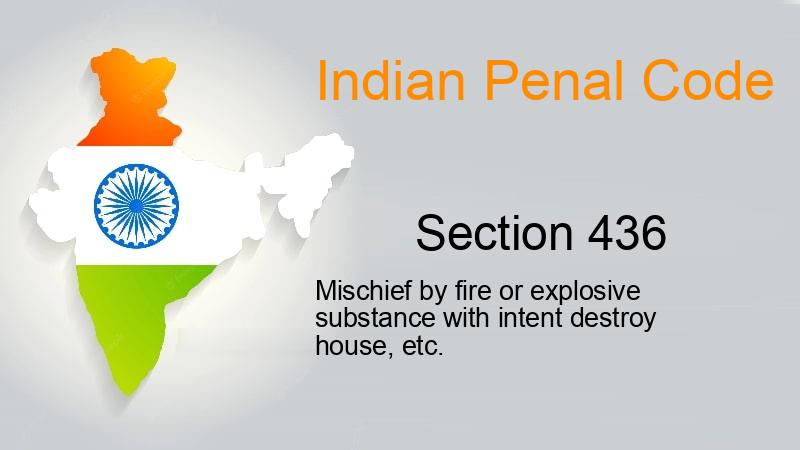 Indian Penal Code
Section 436
Mischief by fire or explosive
substance with intent destroy
house, etc.